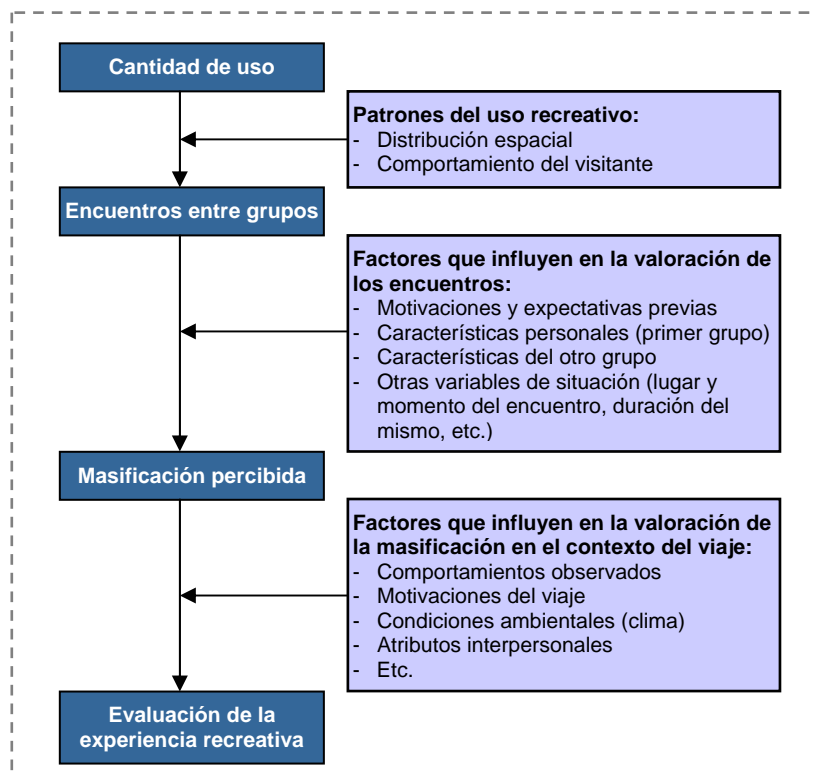 Cantidad de uso
Patrones del uso recreativo:
- Distribución espacial
- Comportamiento del visitante
Encuentros entre grupos
Factores que influyen en la valoración de
los encuentros:
- Motivaciones y expectativas previas
- Características personales (primer grupo)
- Características del otro grupo
- Otras variables de situación (lugar y
momento del encuentro, duración del
mismo, etc.)
Masificación percibida
Factores que influyen en la valoración de
la masificación en el contexto del viaje:
- Comportamientos observados
- Motivaciones del viaje
- Condiciones ambientales (clima)
- Atributos interpersonales
- Etc.
Evaluación de la
experiencia recreativa